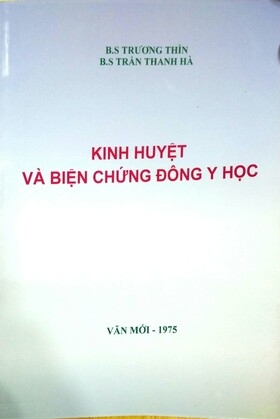 B.S TRƯƠNG THÌN
B.S TRẦN THANH HÀ
KINH HUYỆT
VÀ BIỆN CHỨNG ĐÔNG Y HỌC
VĂN MỚI - 1975